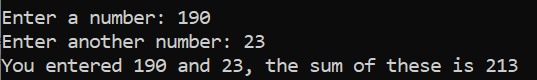 Enter a number: 190
Enter another number: 23
You entered 190 and 23, the sum of these is 213